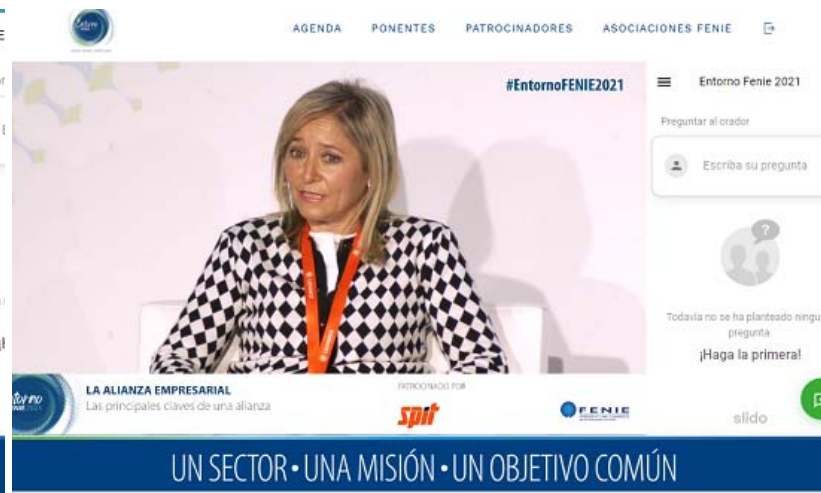 Entorno
AGENDA PONENTES PATROCINADORES ASOCIACIONES FENIE
#EntornoFENIE2021
Entorno Fenie 2021
Preguntar al orador
Escriba su pregunta
?
Todavía no se ha planteado ningu
pregunta.
¡Haga la primera!
slido
LA ALIANZA EMPRESARIAL
Las principales claves de una alianza
PATROCINADO POR
spit
FENIE
UN SECTOR • UNA MISIÓN • UN OBJETIVO COMÚN